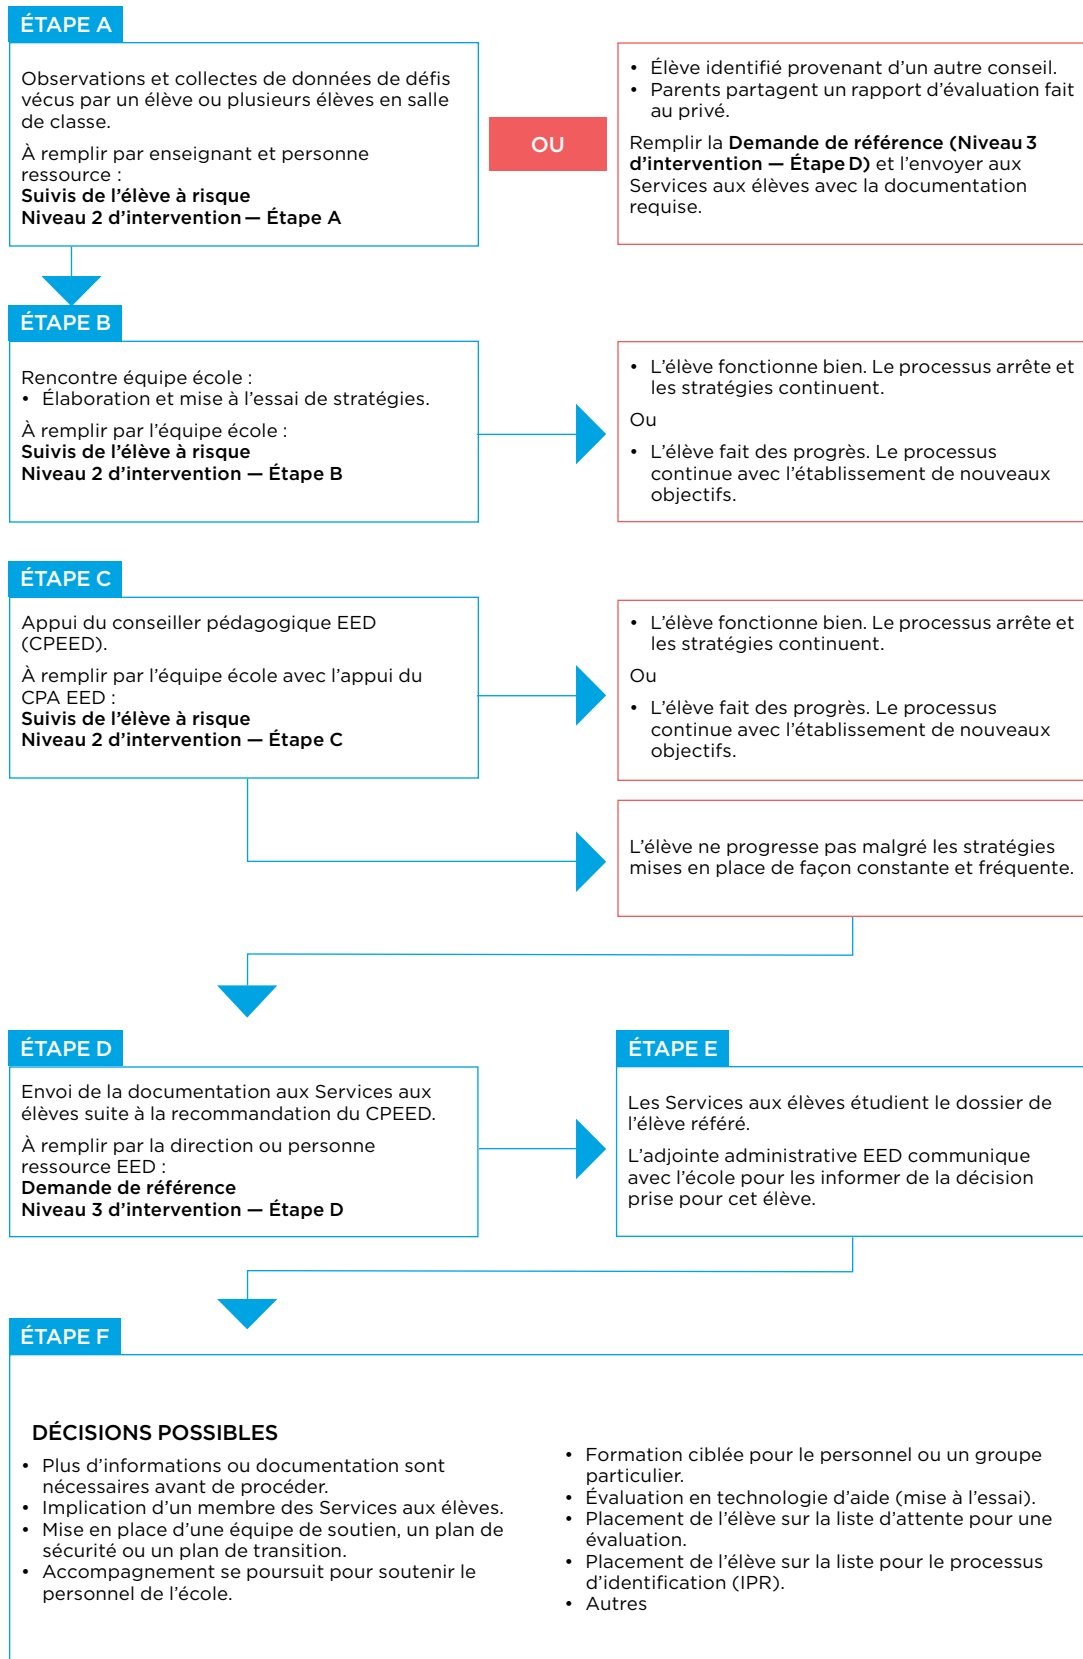 ÉTAPE A
Observations et collectes de données de défis
vécus par un élève ou plusieurs élèves en salle
de classe.
À remplir par enseignant et personne
ressource :
Suivis de l'élève à risque
Niveau 2 d'intervention — Étape A
OU
• Élève identifié provenant d'un autre conseil.
• Parents partagent un rapport d'évaluation fait
au privé.
Remplir la Demande de référence (Niveau 3
d'intervention — Étape D) et l'envoyer aux
Services aux élèves avec la documentation
requise.
ÉTAPE B
Rencontre équipe école :
• Élaboration et mise à l'essai de stratégies.
À remplir par l'équipe école :
Suivis de l'élève à risque
Niveau 2 d'intervention — Étape B
• L'élève fonctionne bien. Le processus arrête et
les stratégies continuent.
Ou
• L'élève fait des progrès. Le processus
continue avec l'établissement de nouveaux
objectifs.
ÉTAPE C
Appui du conseiller pédagogique EED
(CPEED).
À remplir par l'équipe école avec l'appui du
CPA EED :
Suivis de l'élève à risque
Niveau 2 d'intervention — Étape C
• L'élève fonctionne bien. Le processus arrête et
les stratégies continuent.
Ou
• L'élève fait des progrès. Le processus
continue avec l'établissement de nouveaux
objectifs.
L'élève ne progresse pas malgré les stratégies
mises en place de façon constante et fréquente.
ÉTAPE D
Envoi de la documentation aux Services aux
élèves suite à la recommandation du CPEED.
À remplir par la direction ou personne
ressource EED :
Demande de référence
Niveau 3 d'intervention — Étape D
ÉTAPE E
Les Services aux élèves étudient le dossier de
l'élève référé.
L'adjointe administrative EED communique
avec l'école pour les informer de la décision
prise pour cet élève.
ÉTAPE F
DÉCISIONS POSSIBLES
• Plus d'informations ou documentation sont
nécessaires avant de procéder.
• Implication d'un membre des Services aux élèves.
• Mise en place d'une équipe de soutien, un plan de
sécurité ou un plan de transition.
• Accompagnement se poursuit pour soutenir le
personnel de l'école.
• Formation ciblée pour le personnel ou un groupe
particulier.
• Évaluation en technologie d'aide (mise à l'essai).
• Placement de l'élève sur la liste d'attente pour une
évaluation.
• Placement de l'élève sur la liste pour le processus
d'identification (IPR).
• Autres